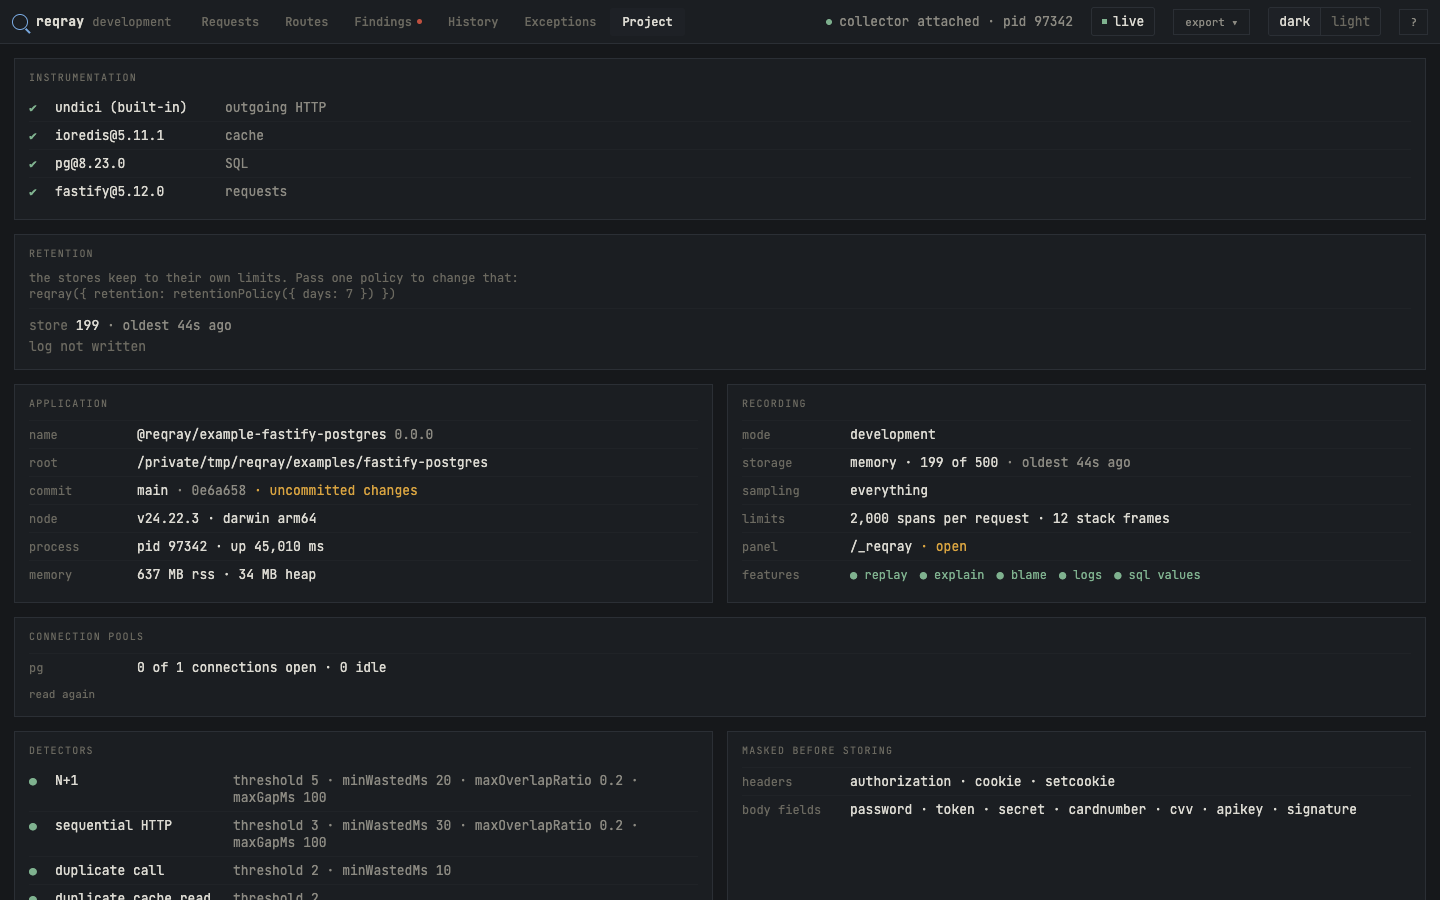 reqray development Requests Routes Findings History Exceptions Project collector attached · pid 97342 live export ▾ dark light ?
INSTRUMENTATION
✔ undici (built-in) outgoing HTTP
✔ ioredis@5.11.1 cache
✔ pg@8.23.0 SQL
✔ fastify@5.12.0 requests
RETENTION
the stores keep to their own limits. Pass one policy to change that:
reqray({ retention: retentionPolicy({ days: 7 }) })
store 199 · oldest 44s ago
log not written
APPLICATION
name @reqray/example-fastify-postgres 0.0.0
root /private/tmp/reqray/examples/fastify-postgres
commit main · 0e6a658 · uncommitted changes
node v24.22.3 · darwin arm64
process pid 97342 · up 45,010 ms
memory 637 MB rss · 34 MB heap
RECORDING
mode development
storage memory · 199 of 500 · oldest 44s ago
sampling everything
limits 2,000 spans per request · 12 stack frames
panel /_reqray · open
features ● replay ● explain ● blame ● logs ● sql values
CONNECTION POOLS
pg 0 of 1 connections open · 0 idle
read again
DETECTORS
N+1 threshold 5 · minWastedMs 20 · maxOverlapRatio 0.2 ·
maxGapMs 100
sequential HTTP threshold 3 · minWastedMs 30 · maxOverlapRatio 0.2 ·
maxGapMs 100
duplicate call threshold 2 · minWastedMs 10
duplicate cache read threshold 2
MASKED BEFORE STORING
headers authorization · cookie · setcookie
body fields password · token · secret · cardnumber · cvv · apikey · signature